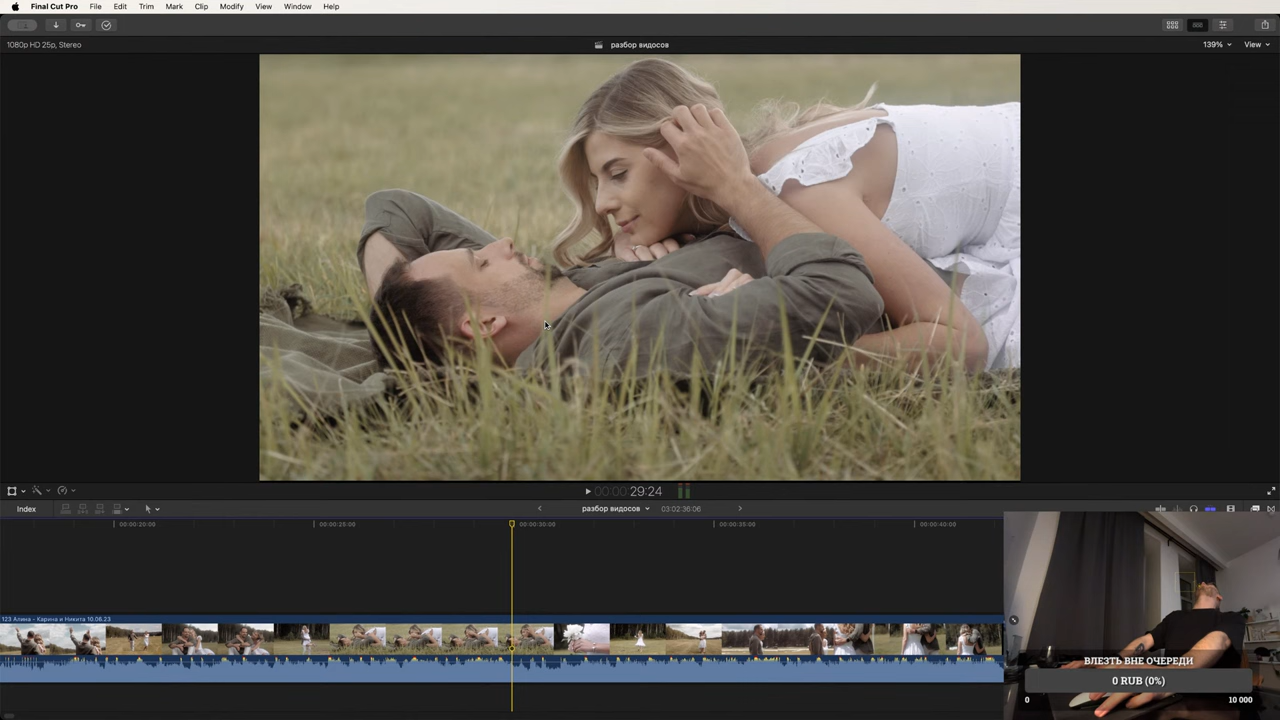 Final Cut Pro File Edit Trim Mark Clip Modify View Window Help
1080p HD 25p, Stereo
разбор видосов
139%
View
00:00:29:24
Index
разбор видосов
03:02:36:06
00:00:20:00
00:00:25:00
00:00:30:00
00:00:35:00
00:00:40:00
123 Алина - Карина и Никита 10.06.23
ВЛЕЗТЬ ВНЕ ОЧЕРЕДИ
0 RUB (0%)
0
10 000